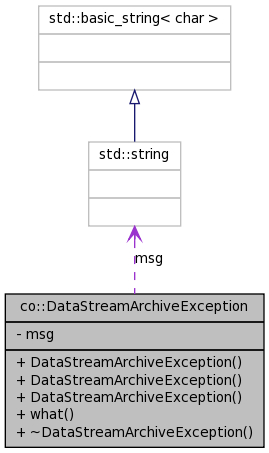 std::basic_string< char >
std::string
msg
co::DataStreamArchiveException
- msg
+ DataStreamArchiveException()
+ DataStreamArchiveException()
+ DataStreamArchiveException()
+ what()
+ ~DataStreamArchiveException()